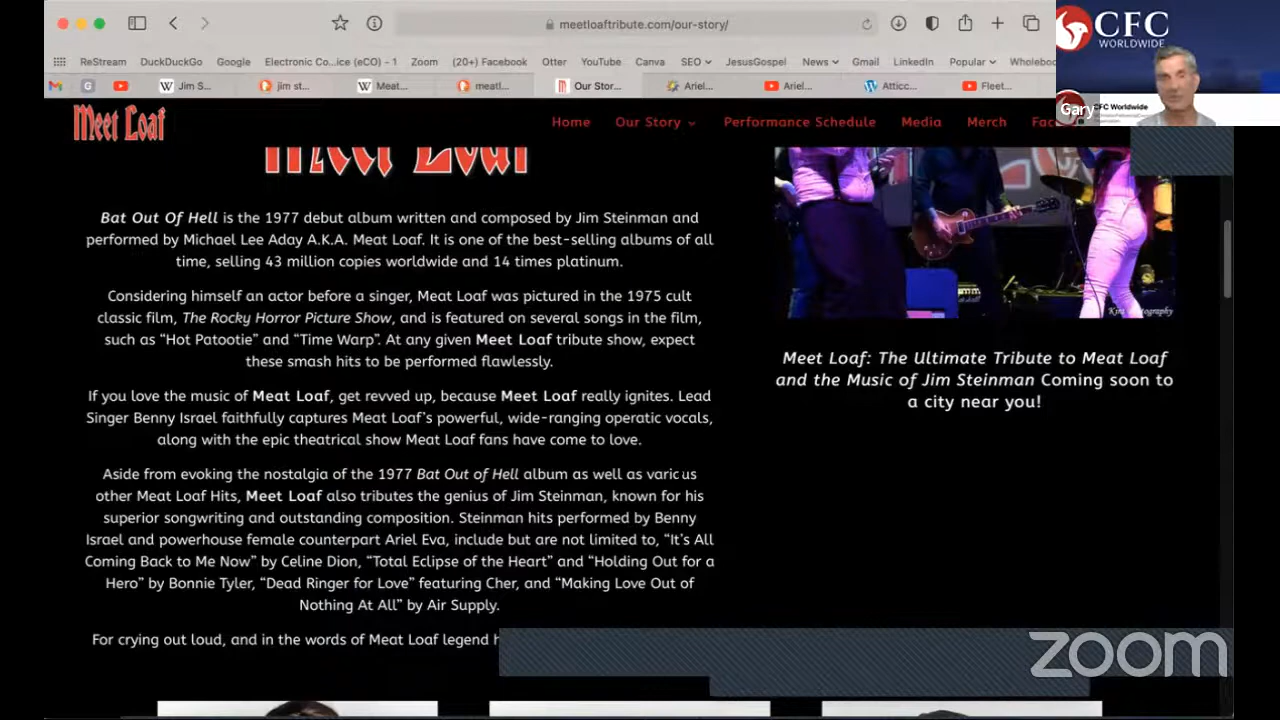 meetloaftribute.com/our-story/
ReStream DuckDuckGo Google Electronic Co...ice (eCO) - 1 Zoom (20+) Facebook Otter YouTube Canva SEO JesusGospel News Gmail LinkedIn Popular
Jim S... jim st... Meat... meatl... Our Stor... Ariel... Ariel... Atticc... Fleet...
CFC
WORLDWIDE
CFC Worldwide
Gary
Meet Loaf
Home Our Story Performance Schedule Media Merch
Meet Loaf
Bat Out Of Hell is the 1977 debut album written and composed by Jim Steinman and
performed by Michael Lee Aday A.K.A. Meat Loaf. It is one of the best-selling albums of all
time, selling 43 million copies worldwide and 14 times platinum.
Considering himself an actor before a singer, Meat Loaf was pictured in the 1975 cult
classic film, The Rocky Horror Picture Show, and is featured on several songs in the film,
such as “Hot Patootie” and “Time Warp”. At any given Meet Loaf tribute show, expect
these smash hits to be performed flawlessly.
If you love the music of Meat Loaf, get revved up, because Meet Loaf really ignites. Lead
Singer Benny Israel faithfully captures Meat Loaf’s powerful, wide-ranging operatic vocals,
along with the epic theatrical show Meat Loaf fans have come to love.
Aside from evoking the nostalgia of the 1977 Bat Out of Hell album as well as various
other Meat Loaf Hits, Meet Loaf also tributes the genius of Jim Steinman, known for his
superior songwriting and outstanding composition. Steinman hits performed by Benny
Israel and powerhouse female counterpart Ariel Eva, include but are not limited to, “It’s All
Coming Back to Me Now” by Celine Dion, “Total Eclipse of the Heart” and “Holding Out for a
Hero” by Bonnie Tyler, “Dead Ringer for Love” featuring Cher, and “Making Love Out of
Nothing At All” by Air Supply.
For crying out loud, and in the words of Meat Loaf legend
Meet Loaf: The Ultimate Tribute to Meat Loaf
and the Music of Jim Steinman Coming soon to
a city near you!
zoom